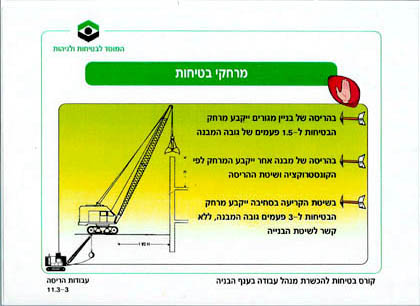 המוסד לבטיחות ולגיהות
מרחקי בטיחות
בהריסה של בניין מגורים ייקבע מרחק
הבטיחות ל-1.5 פעמים של גובה המבנה
בהריסה של מבנה אחר ייקבע המרחק לפי
הקונסטרוקציה ושיטת ההריסה
בשיטת הקריעה בסחיבה ייקבע מרחק
הבטיחות ל-3 פעמים גובה המבנה, ללא
קשר לשיטת הבנייה
קורס בטיחות להכשרת מנהל עבודה בענף הבניה
עבודות הריסה
11.3-3